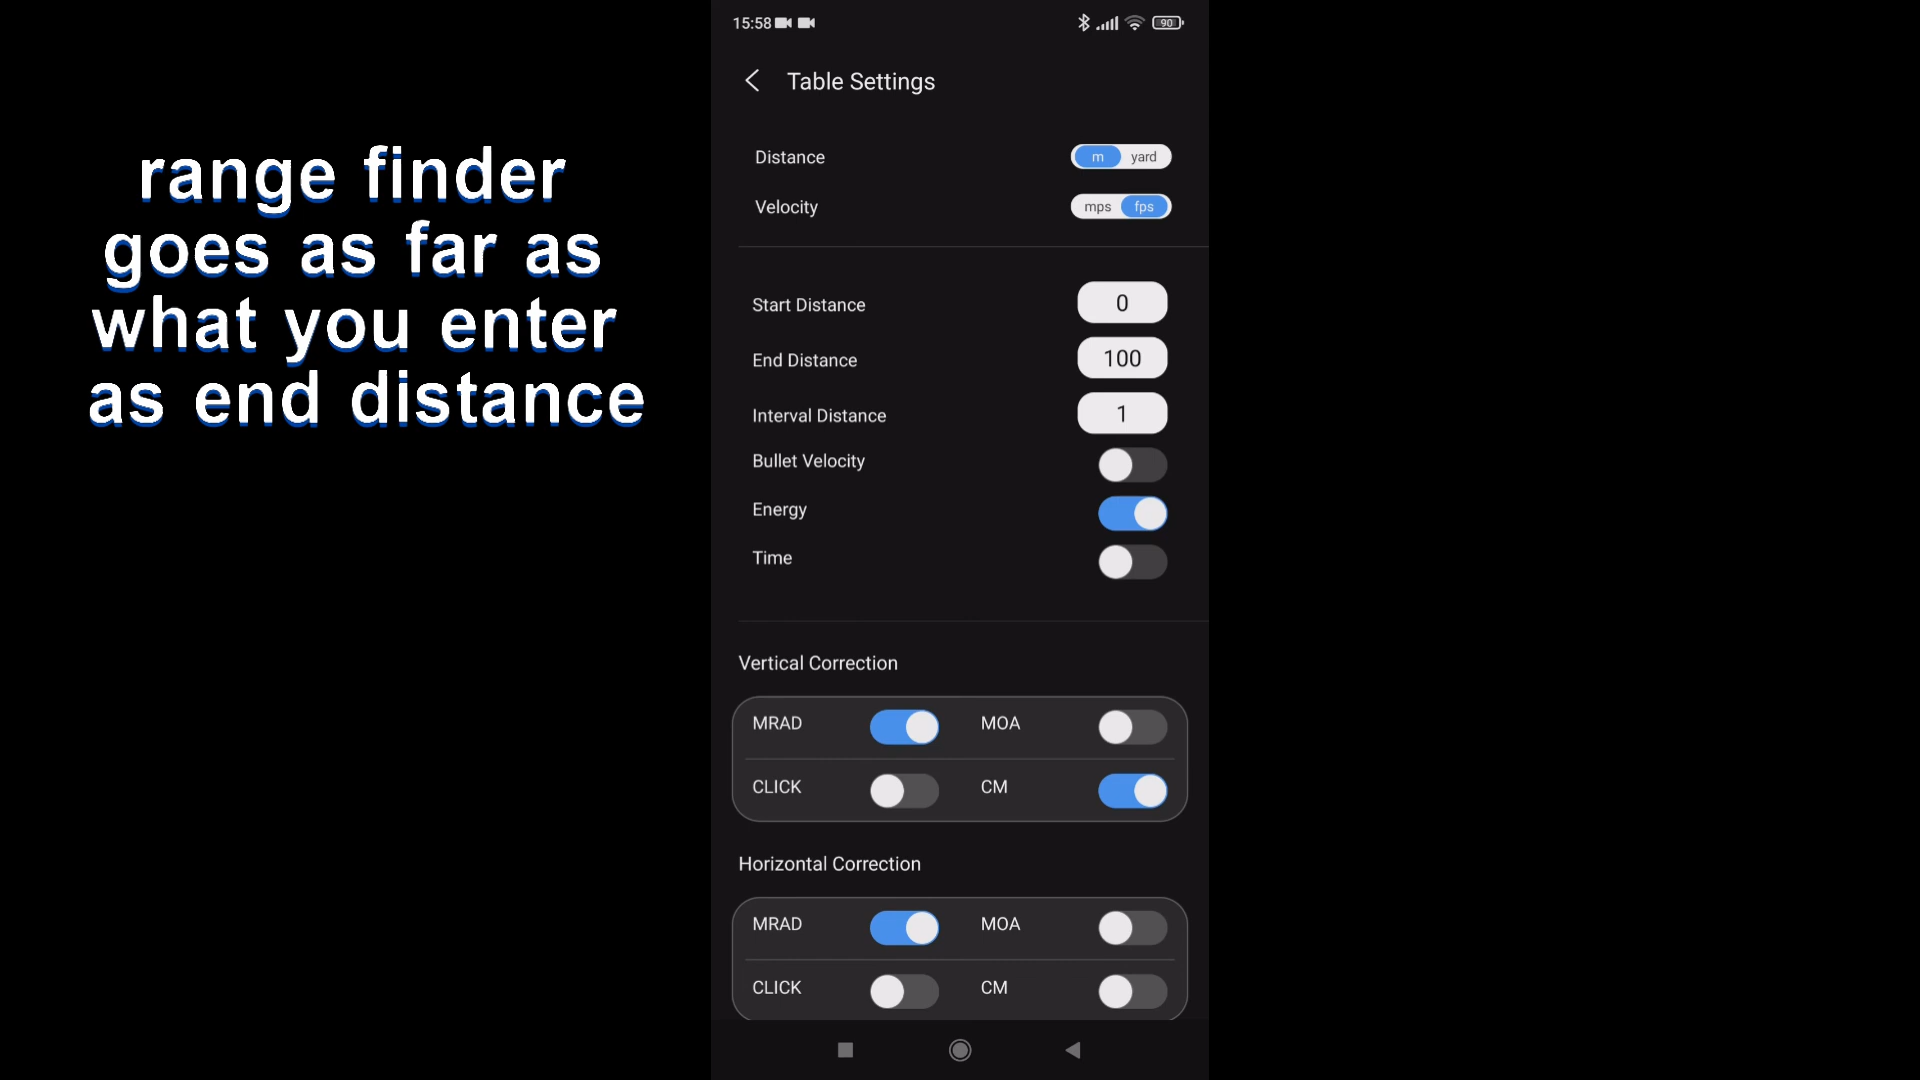 range finder
goes as far as
what you enter
as end distance
15:58
90
Table Settings
Distance
m yard
Velocity
mps fps
Start Distance
0
End Distance
100
Interval Distance
1
Bullet Velocity
Energy
Time
Vertical Correction
MRAD MOA
CLICK CM
Horizontal Correction
MRAD MOA
CLICK CM